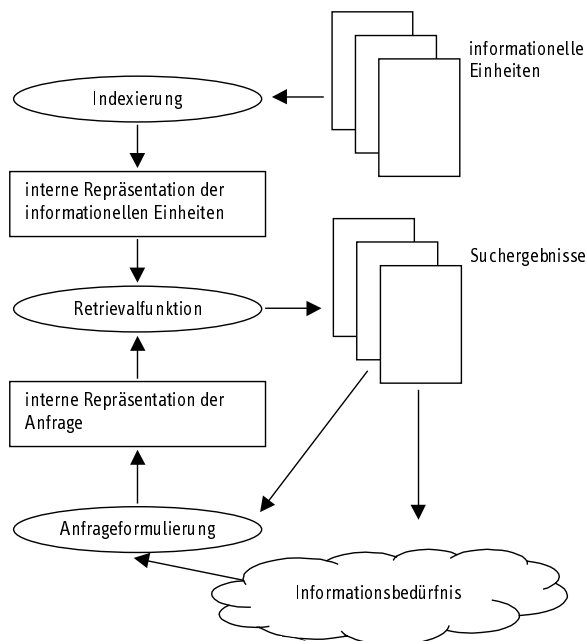 informationelle
Einheiten
Indexierung
interne Repräsentation der
informationellen Einheiten
Suchergebnisse
Retrievalfunktion
interne Repräsentation der
Anfrage
Anfrageformulierung
Informationsbedürfnis